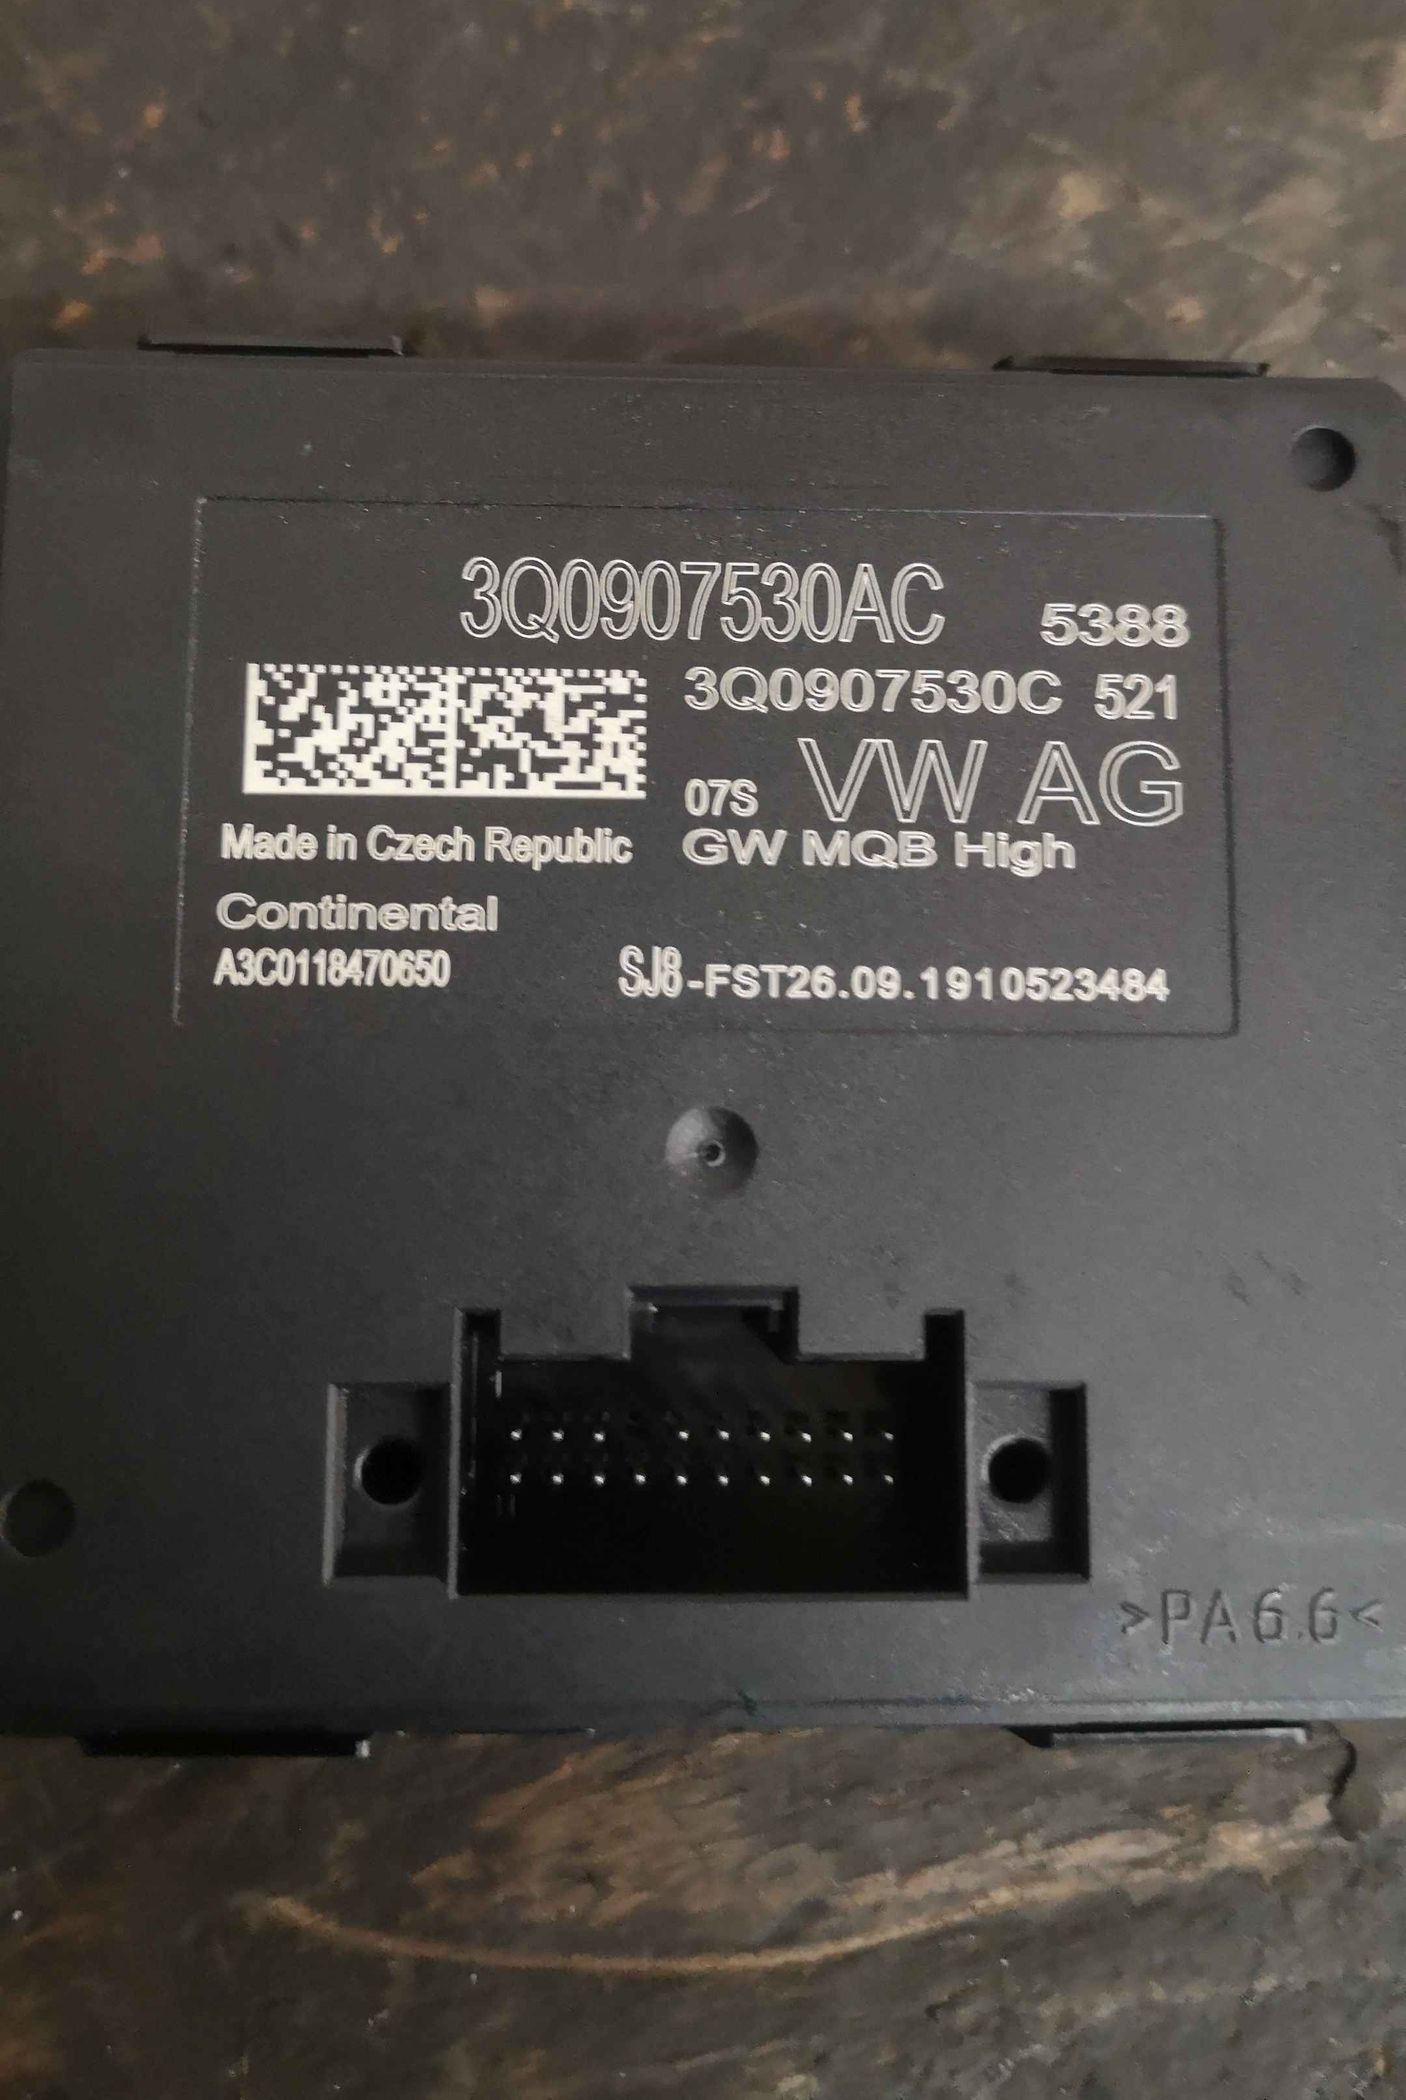 3Q0907530AC 5388
3Q0907530C 521
07S VW AG
Made in Czech Republic GW MQB High
Continental
A3C0118470650 SJ8-FST26.09.1910523484
>PA6.6<